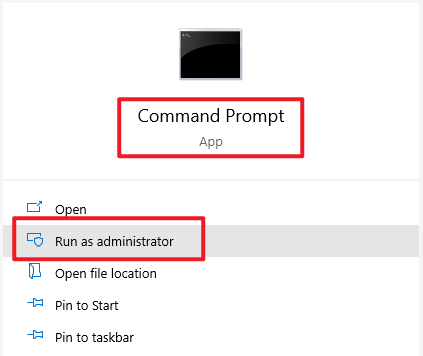 Command Prompt
App
Open
Run as administrator
Open file location
Pin to Start
Pin to taskbar